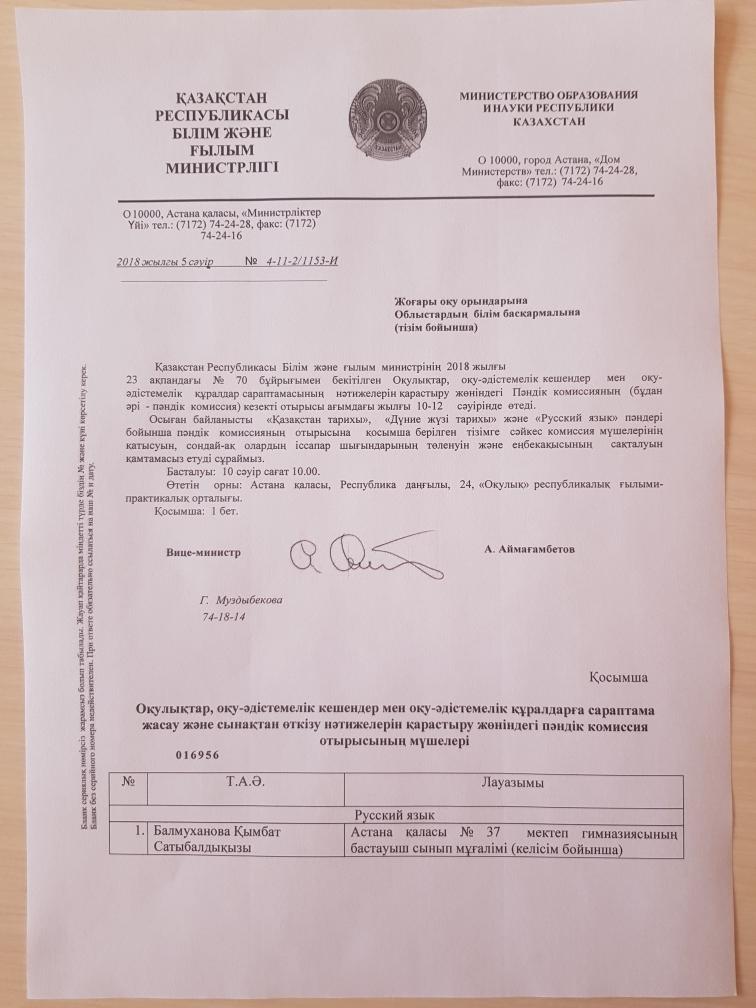 ҚАЗАҚСТАН
РЕСПУБЛИКАСЫ
БІЛІМ ЖӘНЕ
ҒЫЛЫМ
МИНИСТРЛІГІ
ҚАЗАҚСТАН
МИНИСТЕРСТВО ОБРАЗОВАНИЯ
И НАУКИ РЕСПУБЛИКИ
КАЗАХСТАН
О 10000, город Астана, «Дом
Министерств» тел.: (7172) 74-24-28,
факс: (7172) 74-24-16
О 10000, Астана қаласы, «Министрліктер
Үйі» тел.: (7172) 74-24-28, факс: (7172)
74-24-16
2018 жылғы 5 сәуір № 4-11-2/1153-И
Жоғары оқу орындарына
Облыстардың білім басқармалына
(тізім бойынша)
Қазақстан Республикасы Білім және ғылым министрінің 2018 жылғы
23 ақпандағы № 70 бұйрығымен бекітілген Оқулықтар, оқу-әдістемелік кешендер мен оқу-
әдістемелік құралдар сараптамасының нәтижелерін қарастыру жөніндегі Пәндік комиссияның (бұдан
әрі - пәндік комиссия) кезекті отырысы ағымдағы жылғы 10-12 сәуірінде өтеді.
Осыған байланысты «Қазақстан тарихы», «Дүние жүзі тарихы» және «Русский язык» пәндері
бойынша пәндік комиссияның отырысына қосымша берілген тізімге сәйкес комиссия мүшелерінің
қатысуын, сондай-ақ олардың іссапар шығындарының төленуін және еңбекақысының сақталуын
қамтамасыз етуді сұраймыз.
Басталуы: 10 сәуір сағат 10.00.
Өтетін орны: Астана қаласы, Республика даңғылы, 24, «Оқулық» республикалық ғылыми-
практикалық орталығы.
Қосымша: 1 бет.
Вице-министр А. Аймағамбетов
Г. Муздыбекова
74-18-14
Бланк сериялық нөмірсіз жарамсыз болып табылады. Жауап қайтарарда міндетті түрде біздің № және күні көрсетілу керек.
Бланк без серийного номера недействителен. При ответе обязательно ссылаться на наш № и дату.
Қосымша
Оқулықтар, оқу-әдістемелік кешендер мен оқу-әдістемелік құралдарға сараптама
жасау және сынақтан өткізу нәтижелерін қарастыру жөніндегі пәндік комиссия
отырысының мүшелері
016956
№ Т.А.Ә. Лауазымы
Русский язык
1. Балмуханова Қымбат Астана қаласы № 37 мектеп гимназиясының
Сатыбалдықызы бастауыш сынып мұғалімі (келісім бойынша)